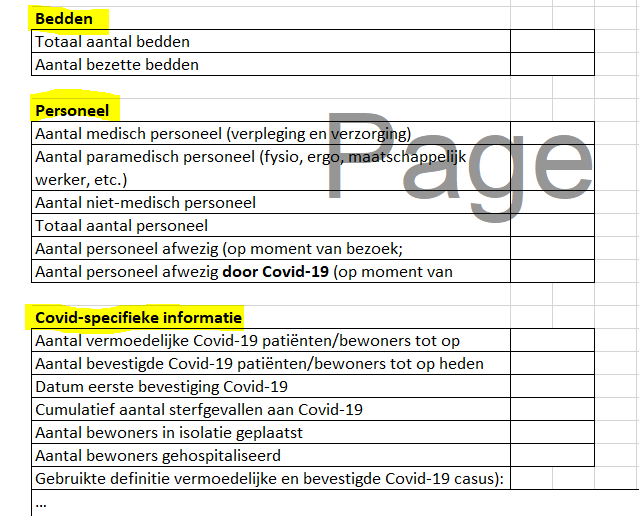 Bedden
Totaal aantal bedden
Aantal bezette bedden
Personeel
Aantal medisch personeel (verpleging en verzorging)
Aantal paramedisch personeel (fysio, ergo, maatschappelijk
werker, etc.)
Aantal niet-medisch personeel
Totaal aantal personeel
Aantal personeel afwezig (op moment van bezoek;
Aantal personeel afwezig door Covid-19 (op moment van
Page
Covid-specifieke informatie
Aantal vermoedelijke Covid-19 patiënten/bewoners tot op
Aantal bevestigde Covid-19 patiënten/bewoners tot op heden
Datum eerste bevestiging Covid-19
Cumulatief aantal sterfgevallen aan Covid-19
Aantal bewoners in isolatie geplaatst
Aantal bewoners gehospitaliseerd
Gebruikte definitie vermoedelijke en bevestigde Covid-19 casus):
...